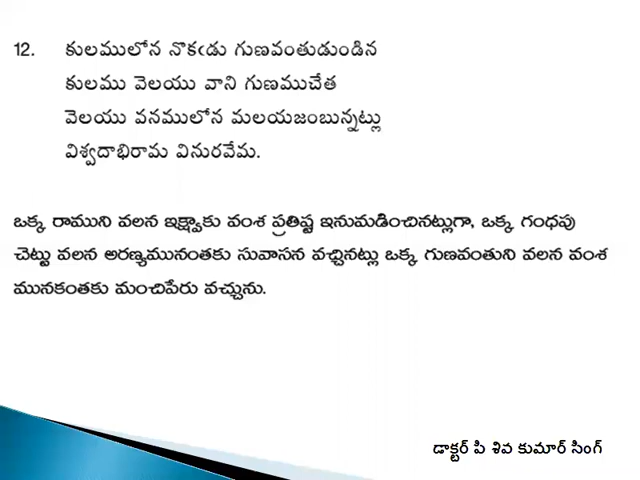 12. కులములోన నొకఁడు గుణవంతుడుండిన
కులము వెలయు వాని గుణముచేత
వెలయు వనములోన మలయజంబున్నట్లు
విశ్వదాభిరామ వినురవేమ.
ఒక్క రాముని వలన ఇక్ష్వాకు వంశ ప్రతిష్ట ఇనుమడించినట్లుగా, ఒక్క గంధపు
చెట్టు వలన అరణ్యమునంతకు సువాసన వచ్చినట్లు ఒక్క గుణవంతుని వలన వంశ
మునకంతకు మంచిపేరు వచ్చును.
డాక్టర్ పి శివ కుమార్ సింగ్